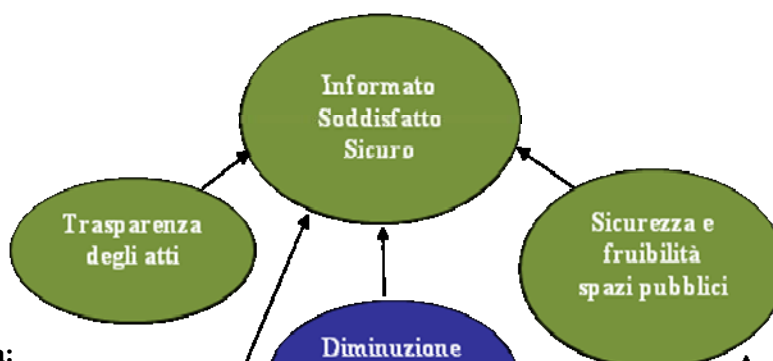 Informato
Soddisfatto
Sicuro
Trasparenza
degli atti
Sicurezza e
fruibilità
spazi pubblici
Diminuzione